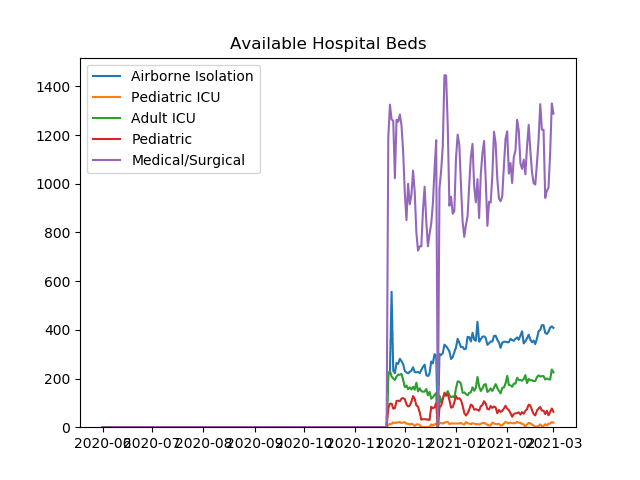 Available Hospital Beds
Airborne Isolation
Pediatric ICU
Adult ICU
Pediatric
Medical/Surgical
1400
1200
1000
800
600
400
200
0
2020-06 2020-07 2020-08 2020-09 2020-10 2020-11 2020-12 2021-01 2021-02 2021-03